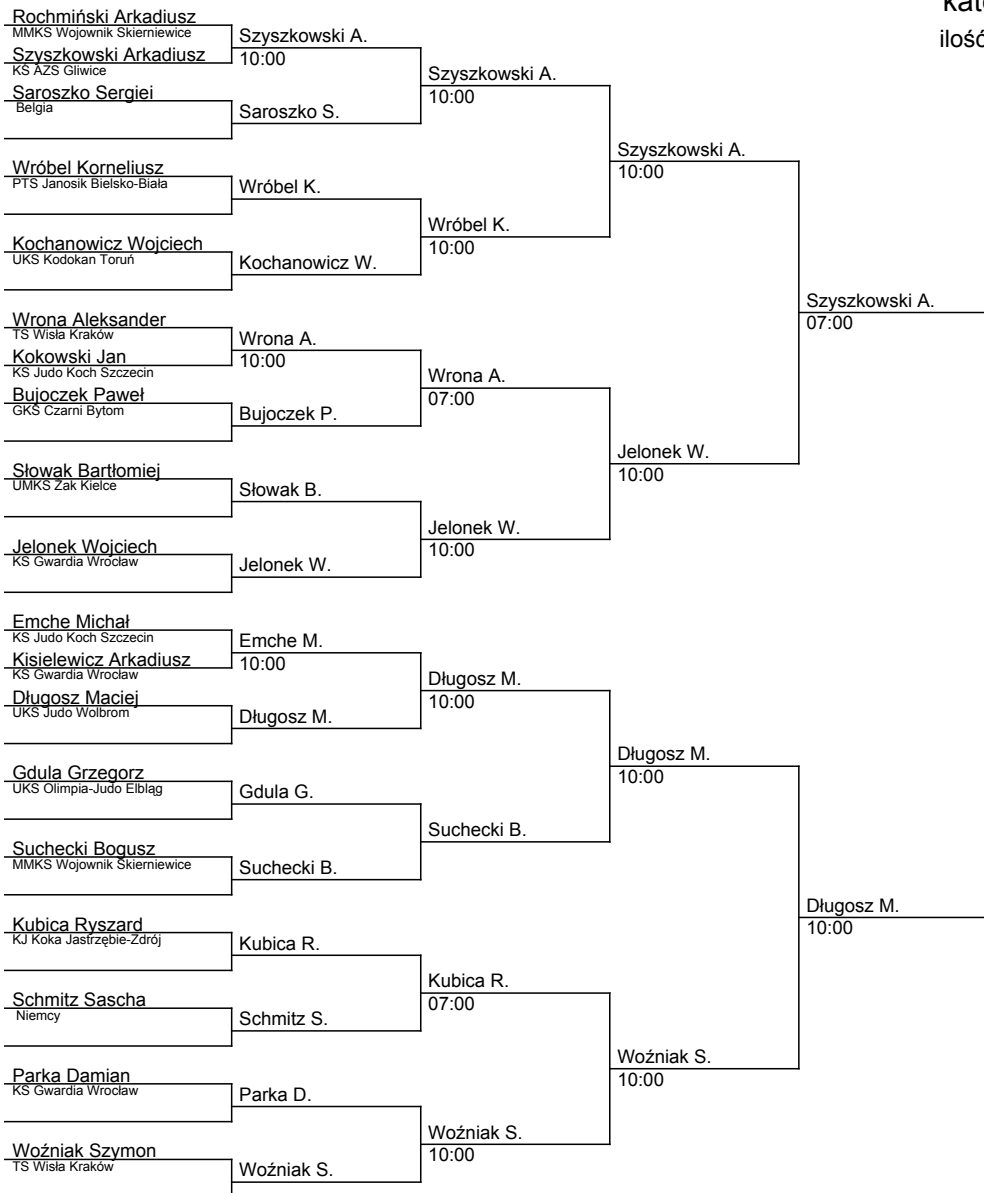 Rochmiński Arkadiusz
MMKS Wojownik Skierniewice
Szyszkowski A.
Szyszkowski Arkadiusz
10:00
KŚ AZS Gliwice
Szyszkowski A.
Saroszko Sergiei
10:00
Belgia
Saroszko S.
Szyszkowski A.
Wróbel Korneliusz
10:00
PTS Janosik Bielsko-Biała
Wróbel K.
Wróbel K.
Kochanowicz Wojciech
10:00
UKS Kodokan Toruń
Kochanowicz W.
Szyszkowski A.
07:00
Wrona Aleksander
TS Wisła Kraków
Wrona A.
Kokowski Jan
10:00
KS Judo Koch Szczecin
Wrona A.
Bujoczek Paweł
07:00
GKS Czarni Bytom
Bujoczek P.
Jelonek W.
Słowak Bartłomiej
10:00
UMKS Żak Kielce
Słowak B.
Jelonek W.
Jelonek Wojciech
10:00
KS Gwardia Wrocław
Jelonek W.
Emche Michał
KS Judo Koch Szczecin
Emche M.
Kisielewicz Arkadiusz
10:00
KS Gwardia Wrocław
Długosz M.
Długosz Maciej
10:00
UKS Judo Wolbrom
Długosz M.
Długosz M.
Gdula Grzegorz
10:00
UKS Olimpia-Judo Elbląg
Gdula G.
Suchecki B.
Suchecki Bogusz
MMKS Wojownik Skierniewice
Suchecki B.
Długosz M.
10:00
Kubica Ryszard
KJ Koka Jastrzębie-Zdrój
Kubica R.
Kubica R.
Schmitz Sascha
07:00
Niemcy
Schmitz S.
Woźniak S.
Parka Damian
10:00
KS Gwardia Wrocław
Parka D.
Woźniak S.
Woźniak Szymon
10:00
TS Wisła Kraków
Woźniak S.
ilość